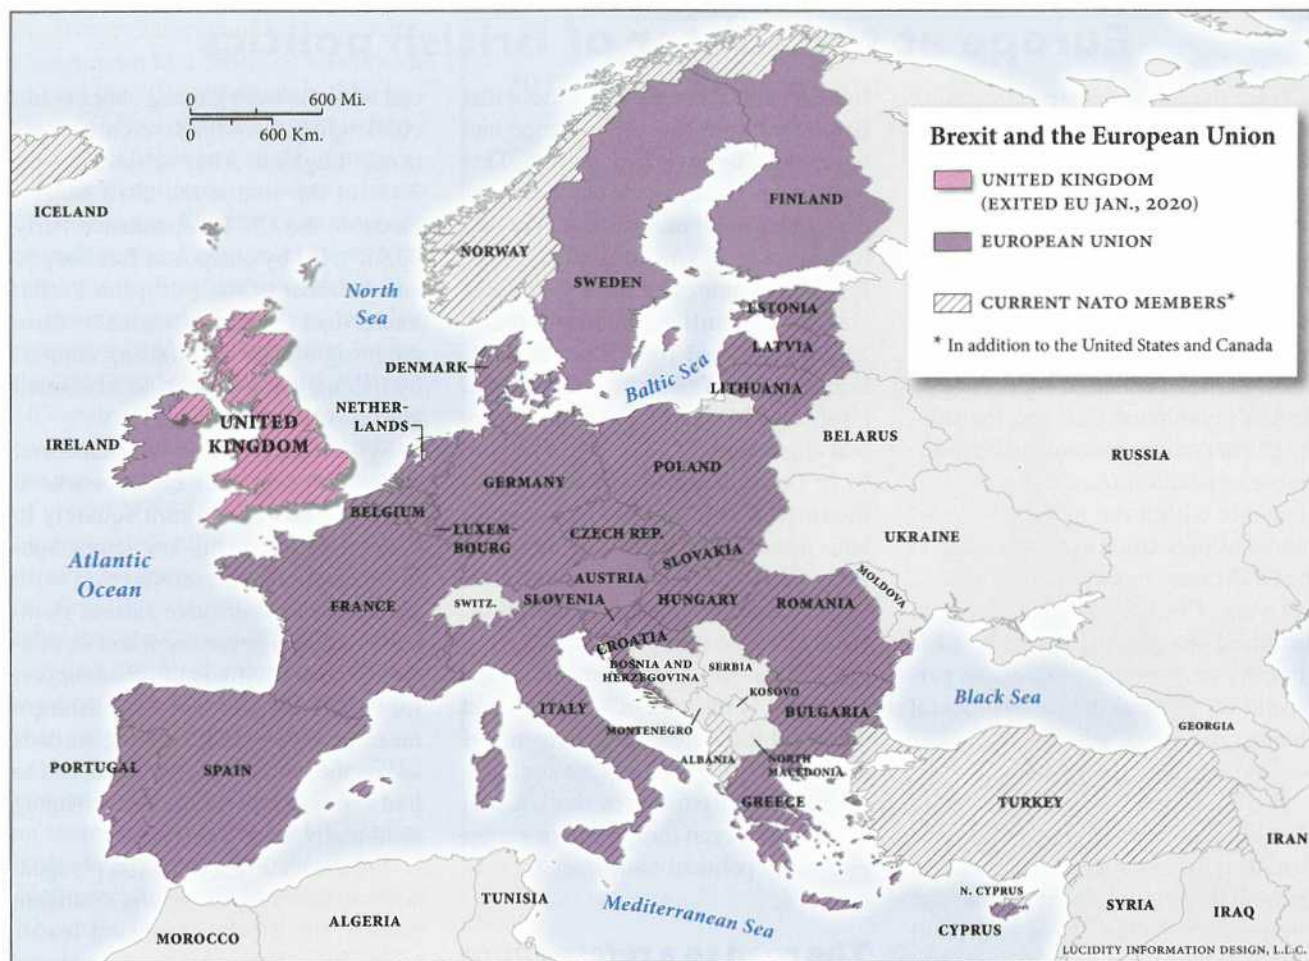 600 Mi.
0
0
600 Km.
Brexit and the European Union
UNITED KINGDOM
(EXITED EU JAN., 2020)
EUROPEAN UNION
CURRENT NATO MEMBERS*
* In addition to the United States and Canada
ICELAND
NORWAY
FINLAND
SWEDEN
North
Sea
ESTONIA
LATVIA
LITHUANIA
DENMARK
Baltic Sea
NETHER-
LANDS
UNITED
KINGDOM
IRELAND
BELARUS
RUSSIA
POLAND
GERMANY
BELGIUM
LUXEM
BOURG
CZECH REP.
SLOVAKIA
UKRAINE
Atlantic
Ocean
AUSTRIA
MOLDOVA
FRANCE
SWITZ.
SLOVENIA
HUNGARY
ROMANIA
CROATIA
BOSNIA AND
HERZEGOVINA
SERBIA
KOSOVO
Black Sea
ITALY
BULGARIA
MONTENEGRO
GEORGIA
ALBANIA
NORTH
MACEDONIA
PORTUGAL
SPAIN
GREECE
TURKEY
IRAN
N. CYPRUS
CYPRUS
SYRIA
IRAQ
TUNISIA
ALGERIA
MOROCCO
Mediterranean Sea
LUCIDITY INFORMATION DESIGN, L.L.C.